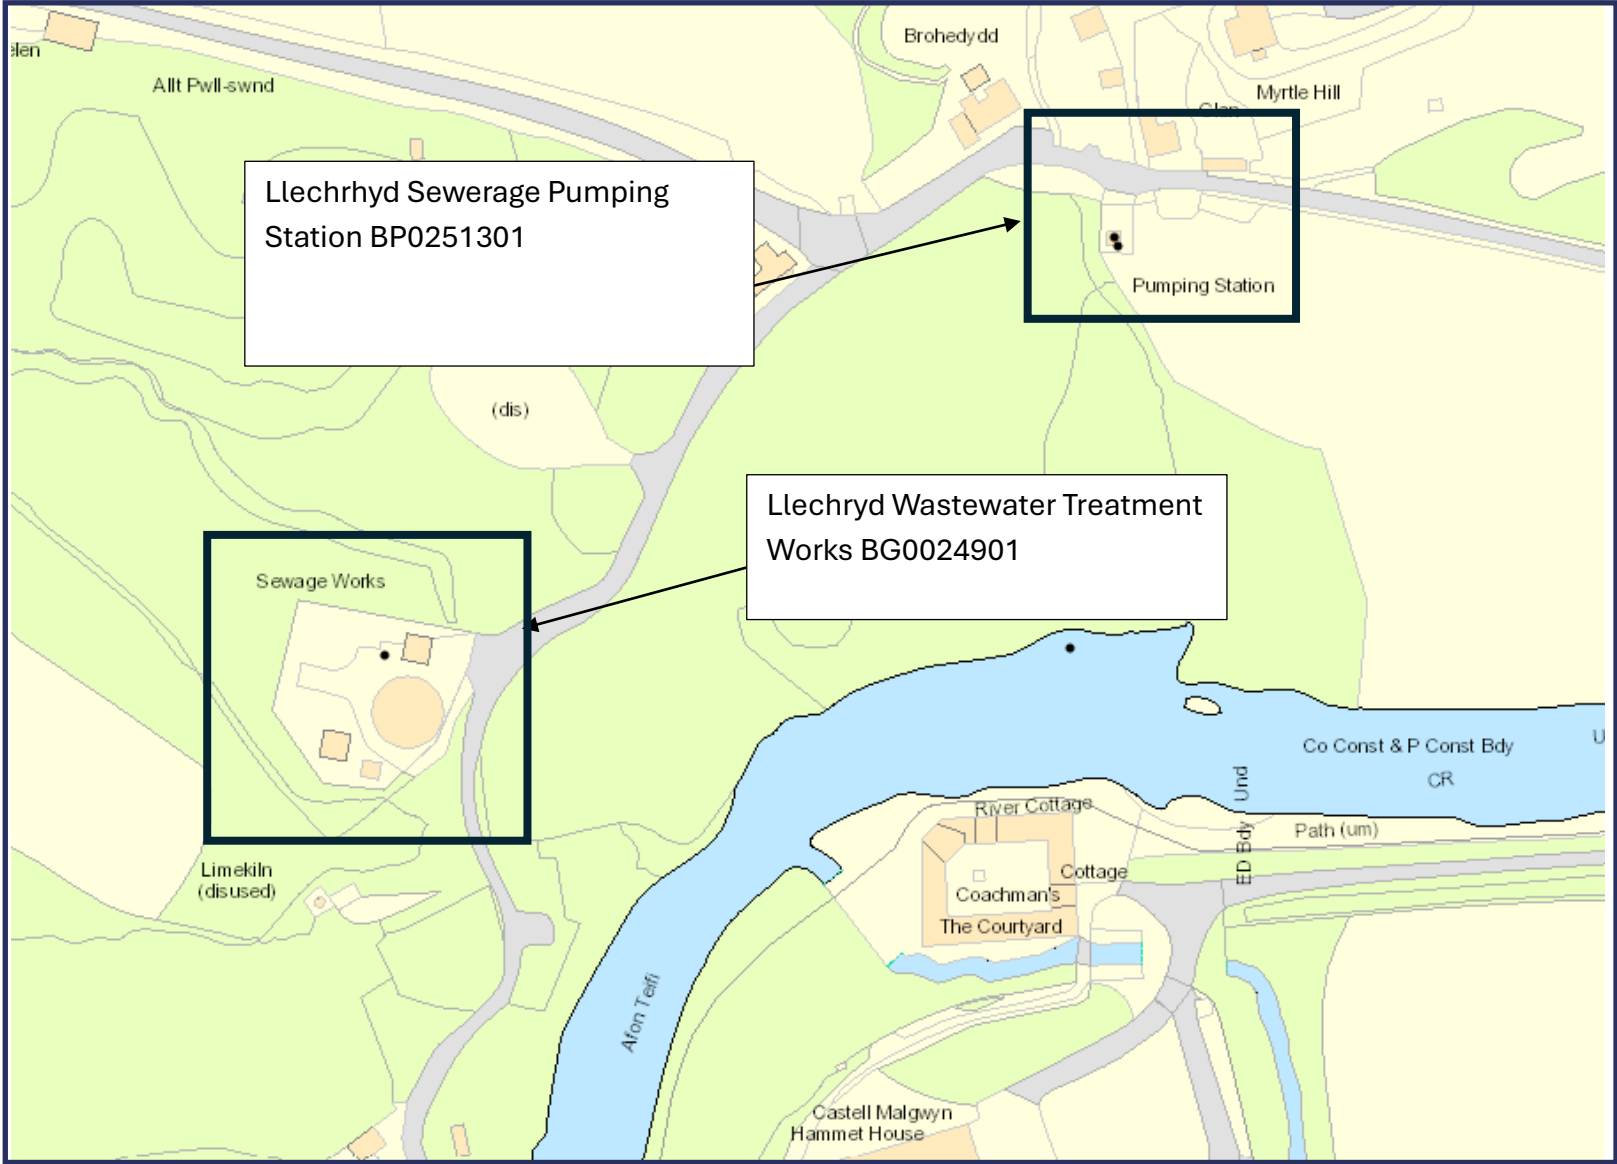 elen
Brohedydd
Allt Pwll-swnd
Myrtle Hill
Glan
Llechrhyd Sewerage Pumping
Station BP0251301
Pumping Station
(dis)
Llechryd Wastewater Treatment
Works BG0024901
Sewage Works
Co Const & P Const Bdy
U
CR
Und
ED Bdy
River Cottage
Path (um)
Limekiln
(disused)
Cottage
Coachman's
The Courtyard
Afon Teifi
Castell Malgwyn
Hammet House